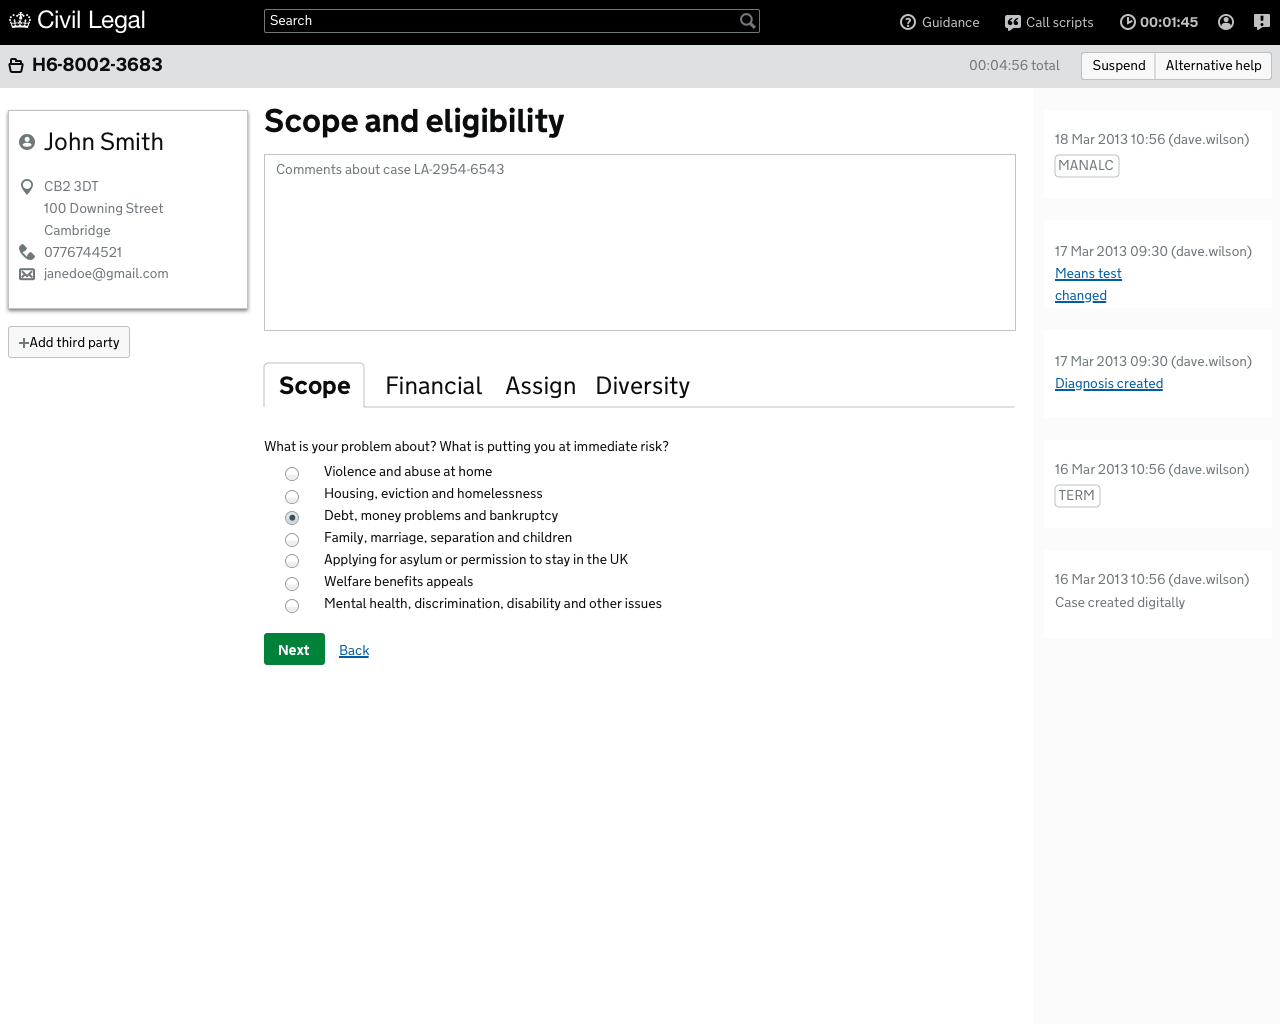 Civil Legal
Search
Guidance
Call scripts
00:01:45
H6-8002-3683
00:04:56 total
Suspend
Alternative help
John Smith
CB2 3DT
100 Downing Street
Cambridge
0776744521
janedoe@gmail.com
Add third party
Scope and eligibility
Comments about case LA-2954-6543
Scope
Financial
Assign
Diversity
What is your problem about? What is putting you at immediate risk?
Violence and abuse at home
Housing, eviction and homelessness
Debt, money problems and bankruptcy
Family, marriage, separation and children
Applying for asylum or permission to stay in the UK
Welfare benefits appeals
Mental health, discrimination, disability and other issues
Next
Back
18 Mar 2013 10:56 (dave.wilson)
MANALC
17 Mar 2013 09:30 (dave.wilson)
Means test
changed
17 Mar 2013 09:30 (dave.wilson)
Diagnosis created
16 Mar 2013 10:56 (dave.wilson)
TERM
16 Mar 2013 10:56 (dave.wilson)
Case created digitally